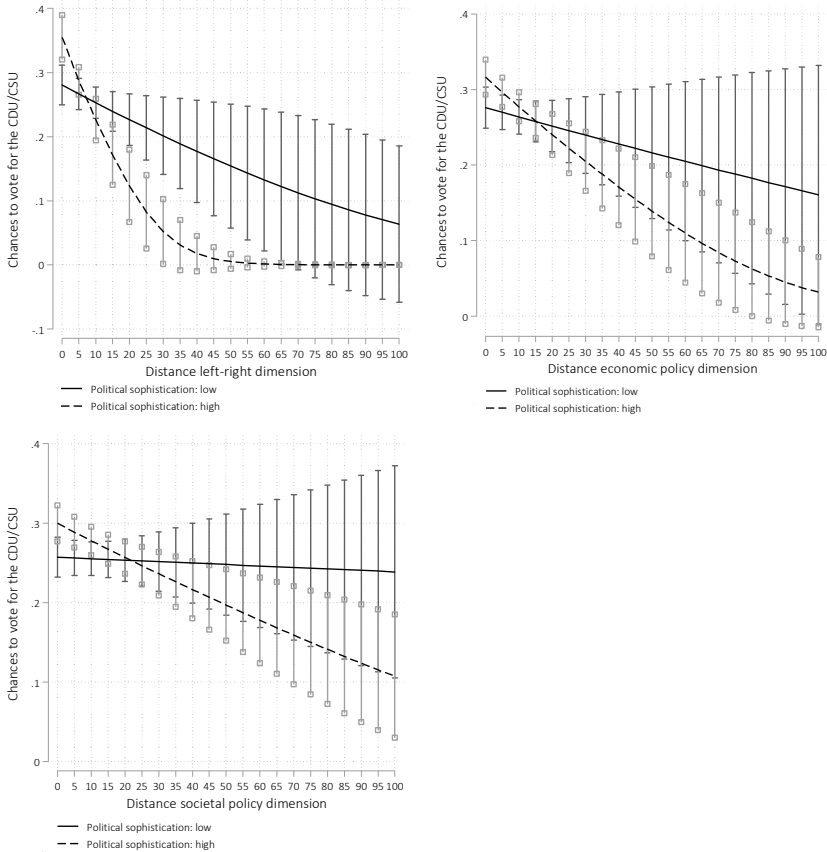 .4
.3
.2
.1
0
-.1
Chances to vote for the CDU/CSU
0 5 10 15 20 25 30 35 40 45 50 55 60 65 70 75 80 85 90 95 100
Distance left-right dimension
Political sophistication: low
Political sophistication: high
.4
.3
.2
.1
0
Chances to vote for the CDU/CSU
0 5 10 15 20 25 30 35 40 45 50 55 60 65 70 75 80 85 90 95 100
Distance economic policy dimension
Political sophistication: low
Political sophistication: high
.4
.3
.2
.1
0
Chances to vote for the CDU/CSU
0 5 10 15 20 25 30 35 40 45 50 55 60 65 70 75 80 85 90 95 100
Distance societal policy dimension
Political sophistication: low
Political sophistication: high